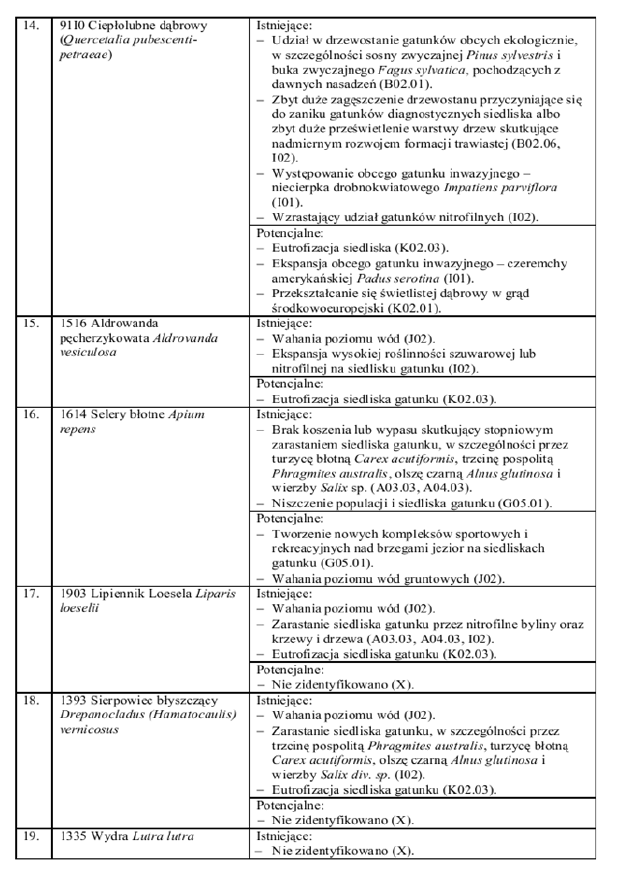 14.
9110 Ciepłolubne dąbrowy
(Quercetalia pubescenti-
petraeae)
Istniejące:
– Udział w drzewostanie gatunków obcych ekologicznie,
w szczególności sosny zwyczajnej Pinus sylvestris i
buka zwyczajnego Fagus sylvatica, pochodzących z
dawnych nasadzeń (B02.01).
– Zbyt duże zagęszczenie drzewostanu przyczyniające się
do zaniku gatunków diagnostycznych siedliska albo
zbyt duże prześwietlenie warstwy drzew skutkujące
nadmiernym rozwojem formacji trawiastej (B02.06,
I02).
– Występowanie obcego gatunku inwazyjnego –
niecierpka drobnokwiatowego Impatiens parviflora
(I01).
– Wzrastający udział gatunków nitrofilnych (I02).
Potencjalne:
– Eutrofizacja siedliska (K02.03).
– Ekspansja obcego gatunku inwazyjnego – czeremchy
amerykańskiej Padus serotina (I01).
– Przekształcanie się świetlistej dąbrowy w grąd
środkowoeuropejski (K02.01).
15.
1516 Aldrowanda
pęcherzykowata Aldrovanda
vesiculosa
Istniejące:
– Wahania poziomu wód (J02).
– Ekspansja wysokiej roślinności szuwarowej lub
nitrofilnej na siedlisku gatunku (I02).
Potencjalne:
– Eutrofizacja siedliska gatunku (K02.03).
16.
1614 Selery błotne Apium
repens
Istniejące:
– Brak koszenia lub wypasu skutkujący stopniowym
zarastaniem siedliska gatunku, w szczególności przez
turzycę błotną Carex acutiformis, trzcinę pospolitą
Phragmites australis, olszę czarną Alnus glutinosa i
wierzby Salix sp. (A03.03, A04.03).
– Niszczenie populacji i siedliska gatunku (G05.01).
Potencjalne:
– Tworzenie nowych kompleksów sportowych i
rekreacyjnych nad brzegami jezior na siedliskach
gatunku (G05.01).
– Wahania poziomu wód gruntowych (J02).
17.
1903 Lipiennik Loesela Liparis
loeselii
Istniejące:
– Wahania poziomu wód (J02).
– Zarastanie siedliska gatunku przez nitrofilne byliny oraz
krzewy i drzewa (A03.03, A04.03, I02).
– Eutrofizacja siedliska gatunku (K02.03).
Potencjalne:
– Nie zidentyfikowano (X).
18.
1393 Sierpowiec błyszczący
Drepanocladus (Hamatocaulis)
vernicosus
Istniejące:
– Wahania poziomu wód (J02).
– Zarastanie siedliska gatunku, w szczególności przez
trzcinę pospolitą Phragmites australis, turzycę błotną
Carex acutiformis, olszę czarną Alnus glutinosa i
wierzby Salix div. sp. (I02).
– Eutrofizacja siedliska gatunku (K02.03).
Potencjalne:
– Nie zidentyfikowano (X).
19.
1335 Wydra Lutra lutra
Istniejące:
– Nie zidentyfikowano (X).